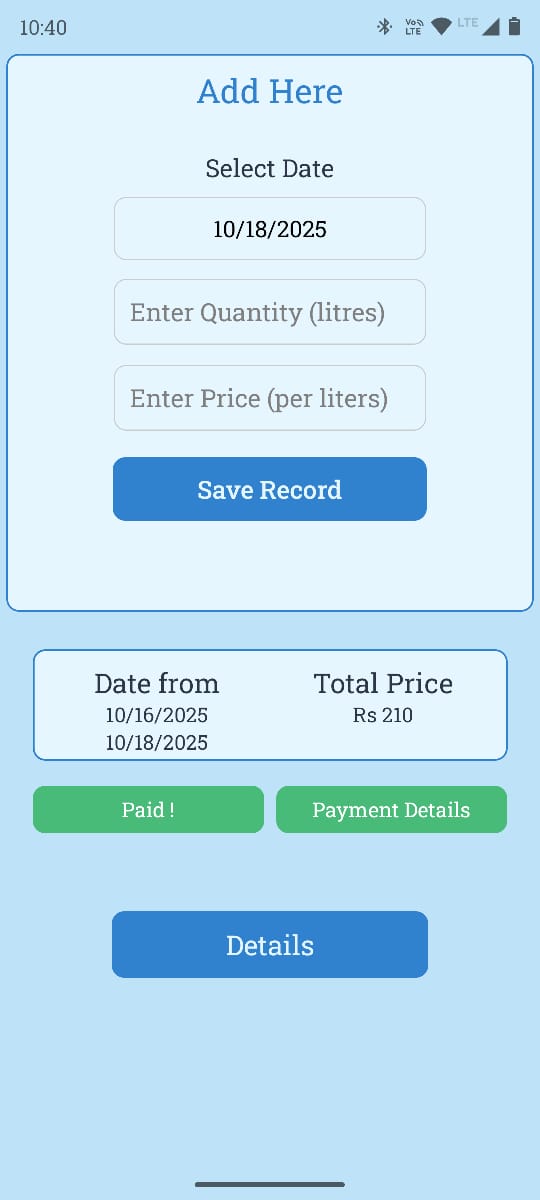 10:40
Vo
LTE
LTE
Add Here
Select Date
10/18/2025
Enter Quantity (litres)
Enter Price (per liters)
Save Record
Date from
Total Price
10/16/2025
Rs 210
10/18/2025
Paid !
Payment Details
Details